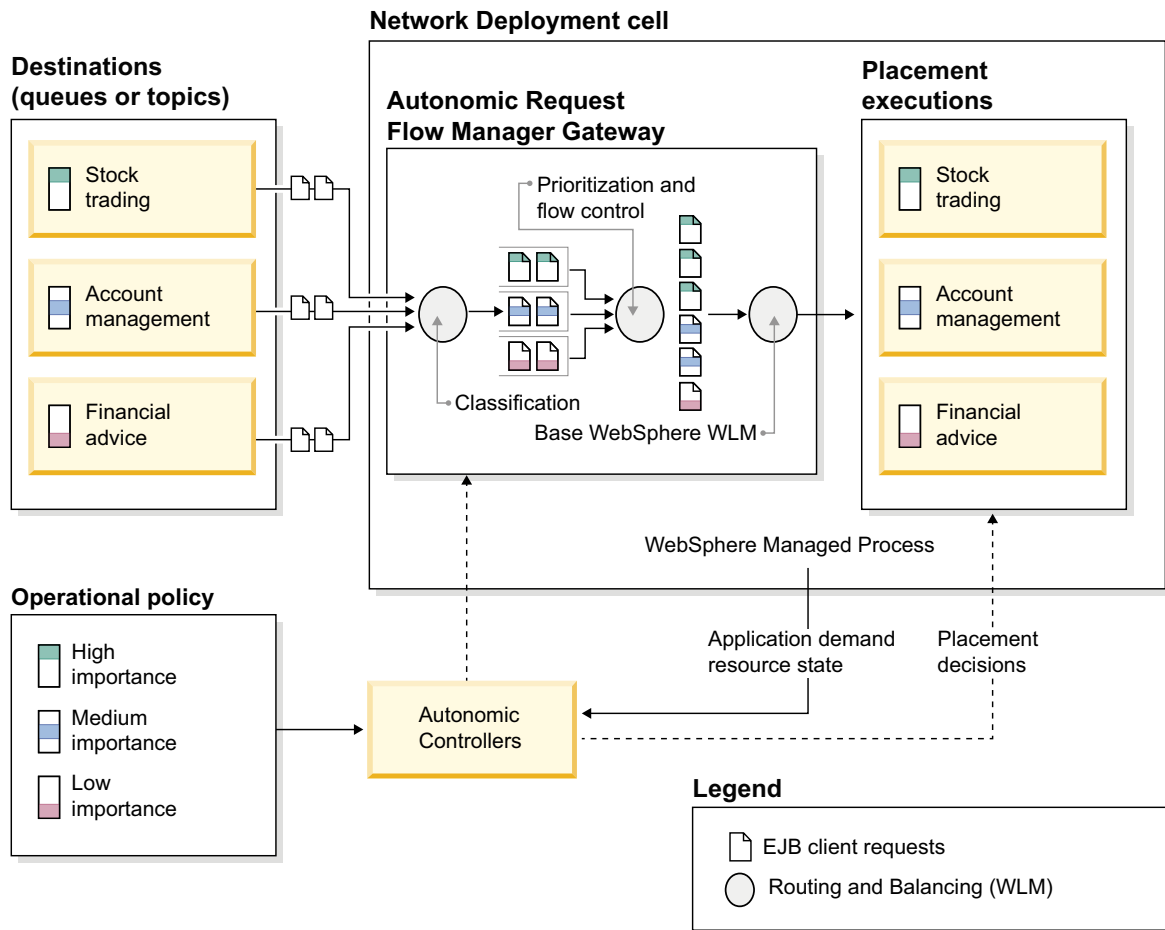 Network Deployment cell
Destinations
(queues or topics)
Stock
trading
Account
management
Financial
advice
Autonomic Request
Flow Manager Gateway
Prioritization and
flow control
Classification
Base WebSphere WLM
Placement
executions
Stock
trading
Account
management
Financial
advice
WebSphere Managed Process
Operational policy
High
importance
Medium
importance
Low
importance
Autonomic
Controllers
Application demand
resource state
Placement
decisions
Legend
EJB client requests
Routing and Balancing (WLM)